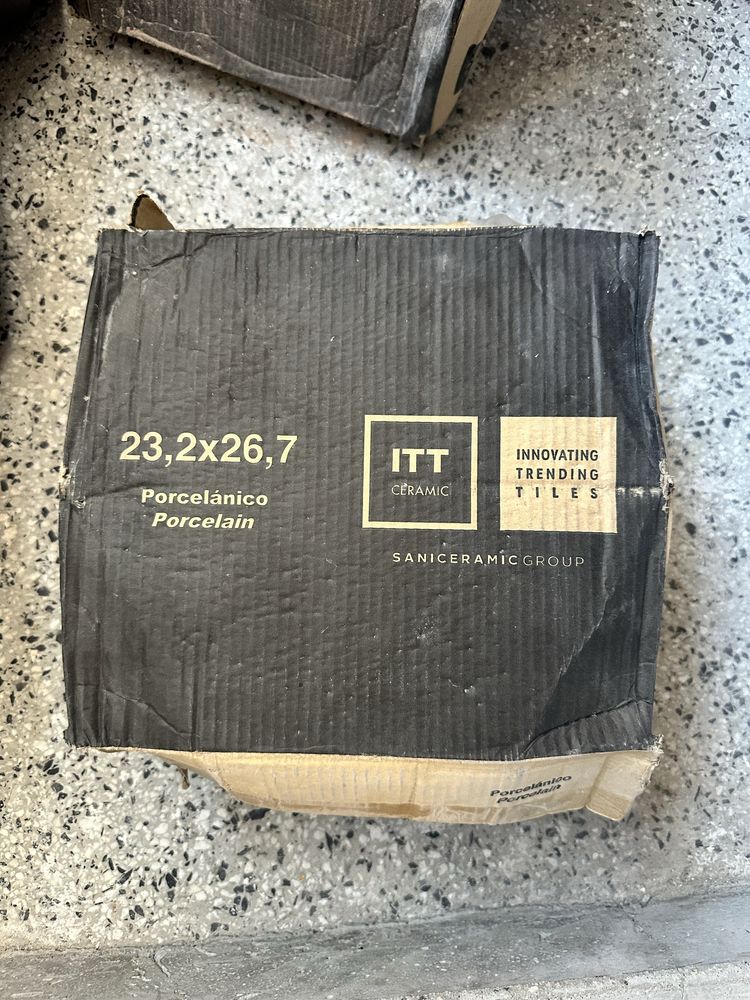 23,2x26,7
Porcelánico
Porcelain
ITT
CERAMIC
INNOVATING
TRENDING
TILES
SANICERAMICGROUP
Porcelánico
Porcelain